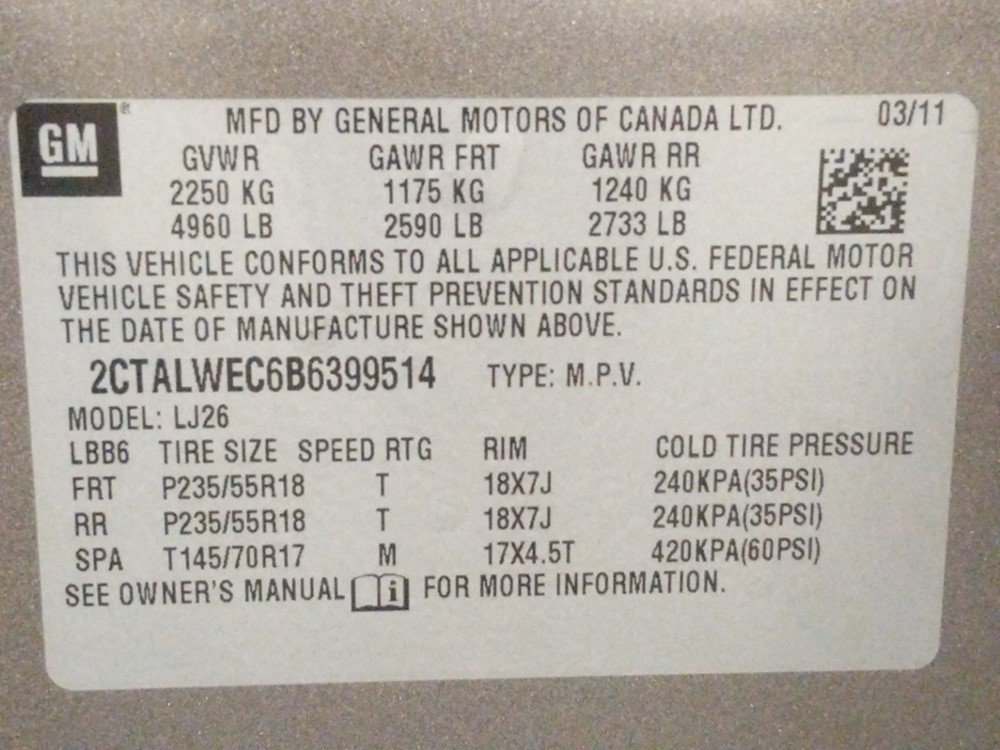 GM ® MFD BY GENERAL MOTORS OF CANADA LTD. 03/11
GVWR GAWR FRT GAWR RR
2250 KG 1175 KG 1240 KG
4960 LB 2590 LB 2733 LB
THIS VEHICLE CONFORMS TO ALL APPLICABLE U.S. FEDERAL MOTOR
VEHICLE SAFETY AND THEFT PREVENTION STANDARDS IN EFFECT ON
THE DATE OF MANUFACTURE SHOWN ABOVE.
2CTALWEC6B6399514 TYPE: M.P.V.
MODEL: LJ26
LBB6 TIRE SIZE SPEED RTG RIM COLD TIRE PRESSURE
FRT P235/55R18 T 18X7J 240KPA(35PSI)
RR P235/55R18 T 18X7J 240KPA(35PSI)
SPA T145/70R17 M 17X4.5T 420KPA(60PSI)
SEE OWNER'S MANUAL i FOR MORE INFORMATION.